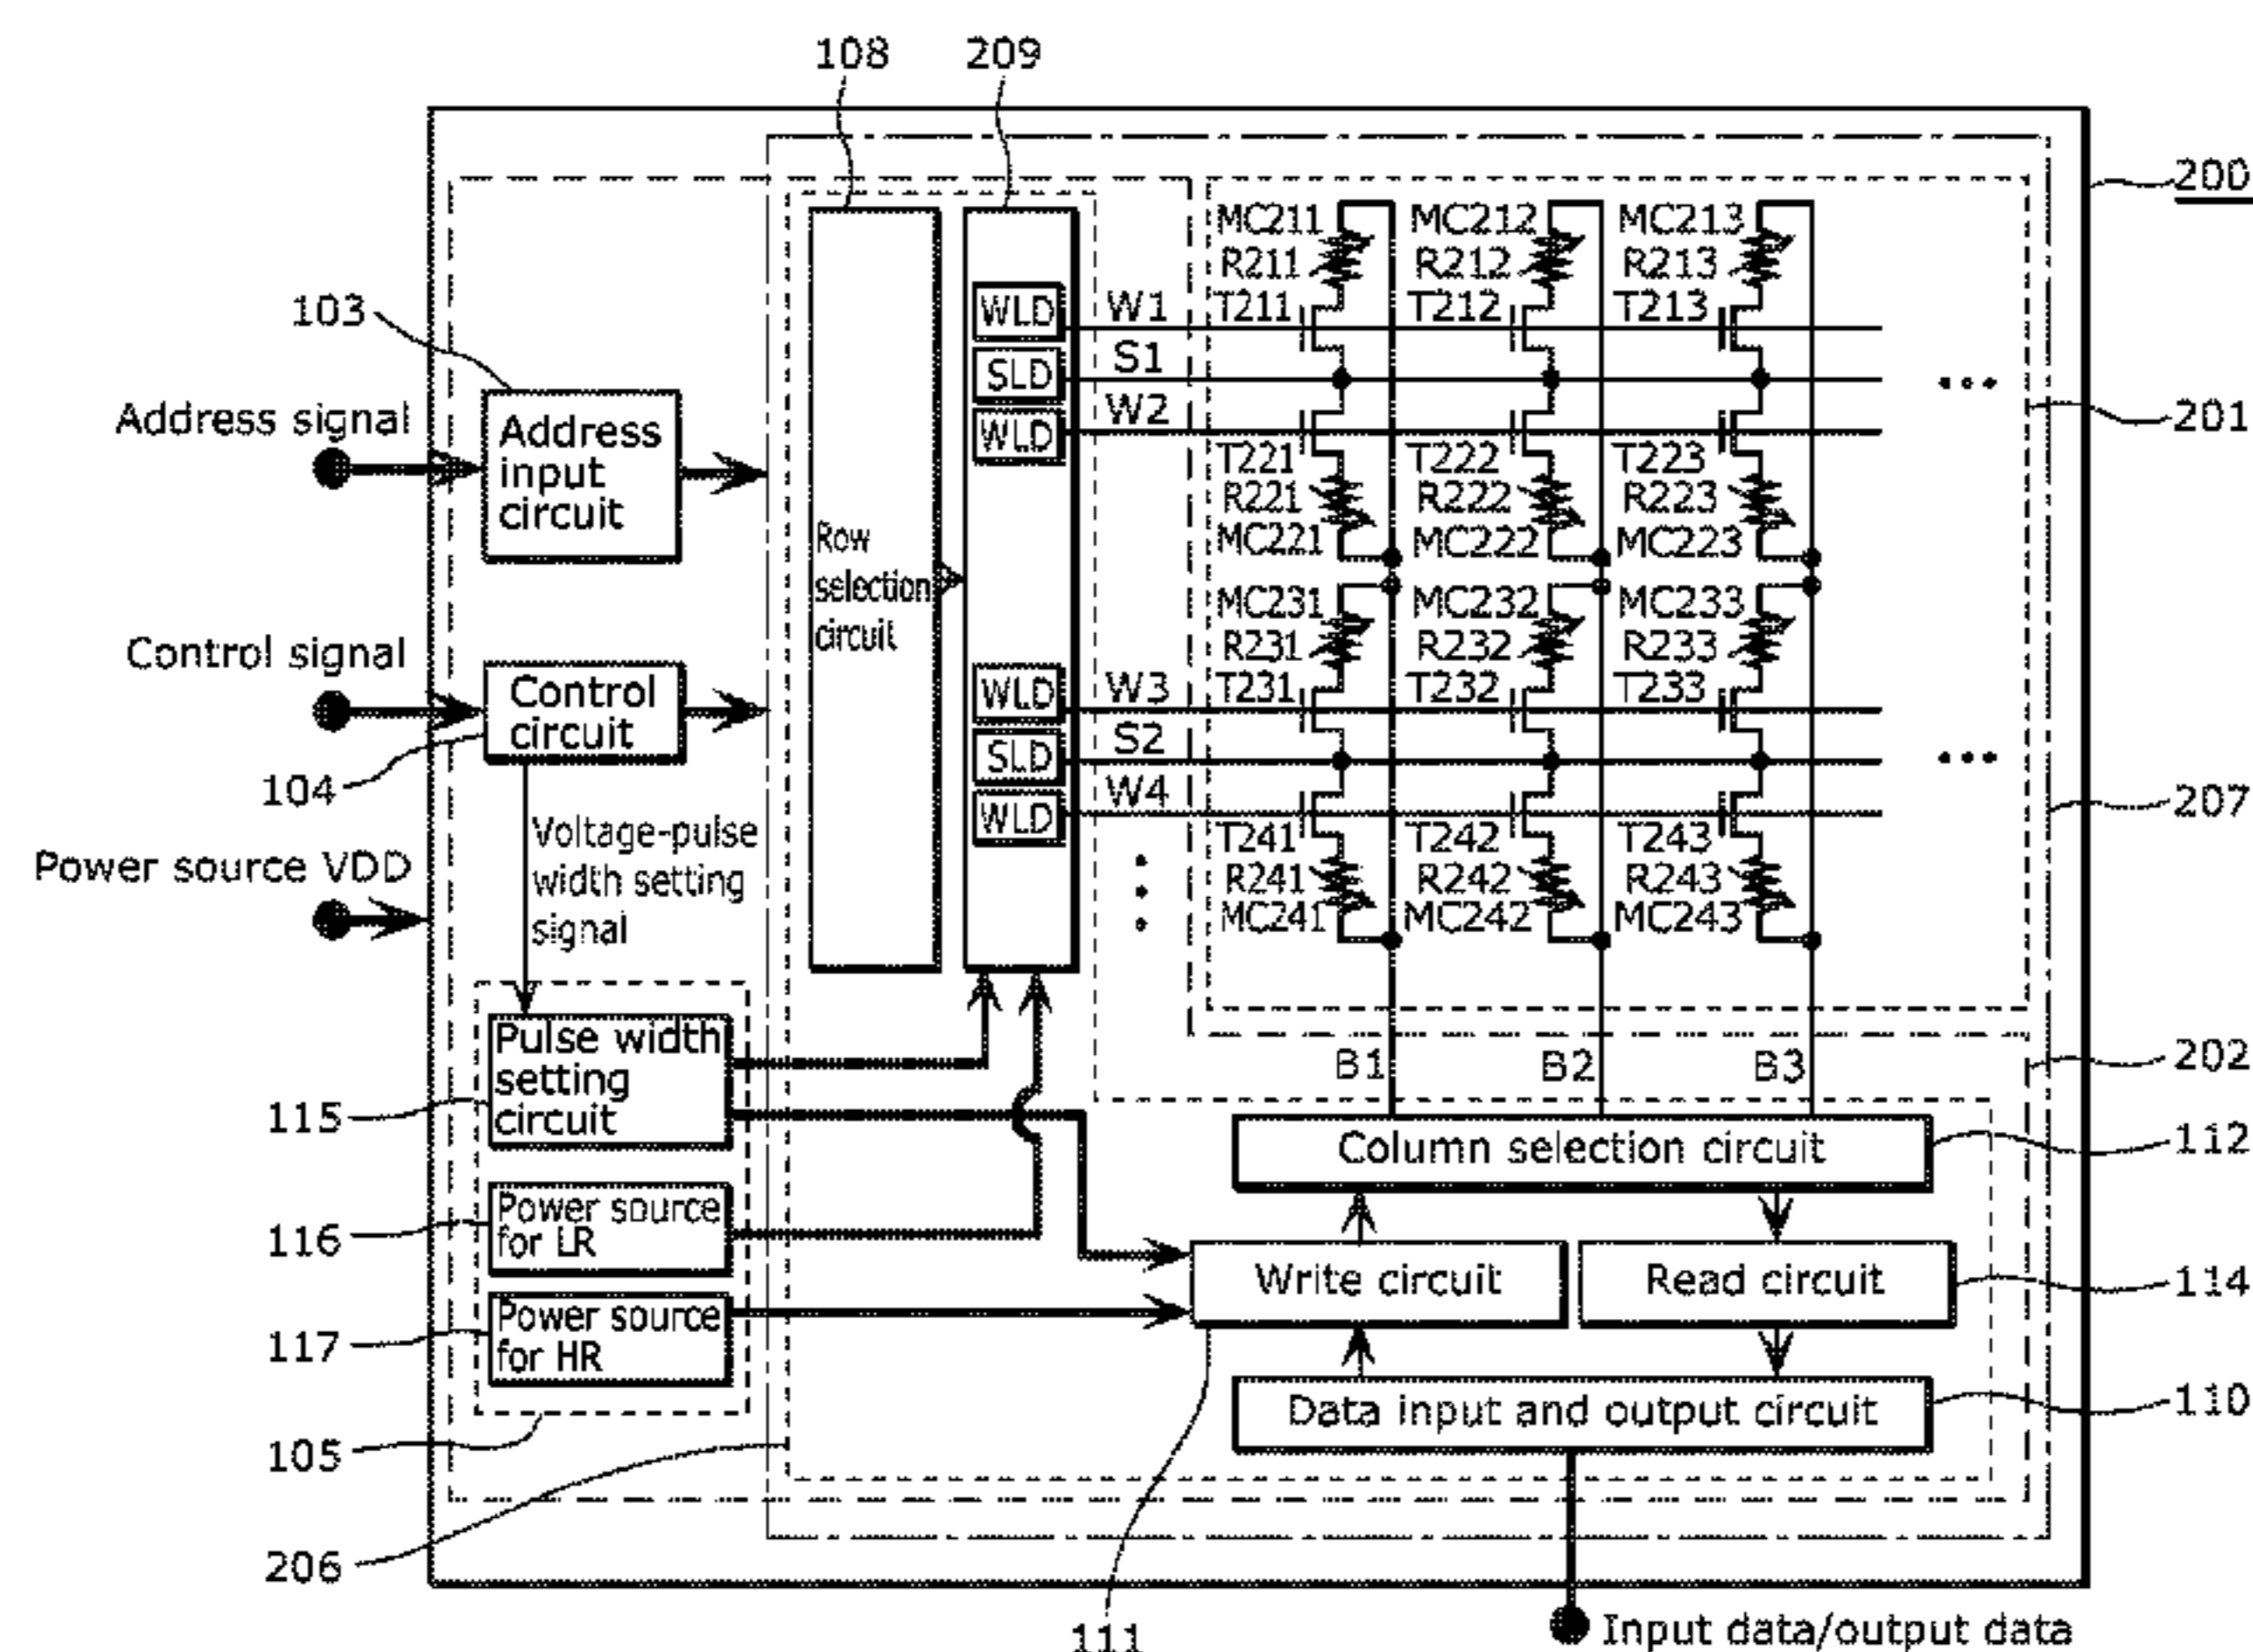 108
209
200
MC211
MC212
MC213
R211
R212
R213
103
WLD
W1
T211
T212
T213
SLD
S1
Address signal
Address
input
circuit
WLD
W2
201
T221
T222
T223
R221
R222
R223
MC221
MC222
MC223
Row
selection
circuit
MC231
MC232
MC233
R231
R232
R233
Control signal
Control
circuit
WLD
W3
T231
T232
T233
104
SLD
S2
WLD
W4
207
Voltage-pulse
width setting
signal
T241
T242
T243
R241
R242
R243
MC241
MC242
MC243
Power source VDD
Pulse width
setting
circuit
115
B1
B2
B3
202
Column selection circuit
112
Power source
for LR
116
Write circuit
Read circuit
114
Power source
for HR
117
Data input and output circuit
110
105
206
111
Input data/output data